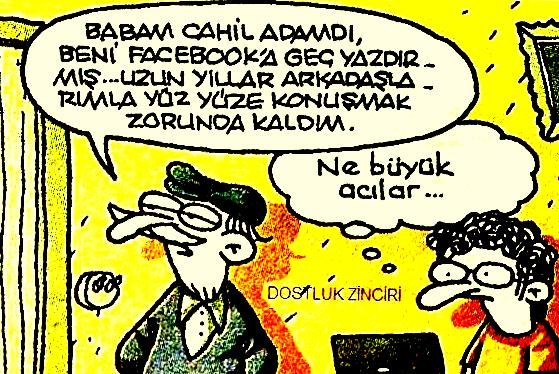 BABAM CAHİL ADAMDI,
BENİ FACEBOOK'A GEÇ YAZDIR-
MIŞ...UZUN YILLAR ARKADAŞLA-
RIMLA YÜZ YÜZE KONUŞMAK
ZORUNDA KALDIM.
Ne büyük
acılar...
DOSTLUK ZİNCİRİ